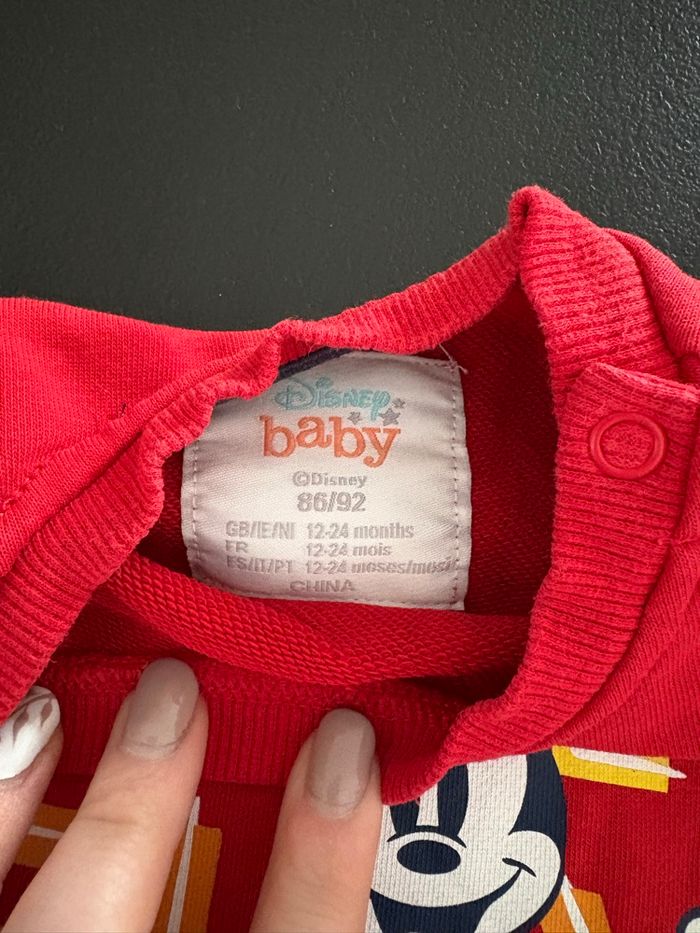 Disney
baby
©Disney
86/92
GB/IE/NI 12-24 months
FR 12-24 mois
ES/IT/PT 12-24 meses/mesi
CHINA